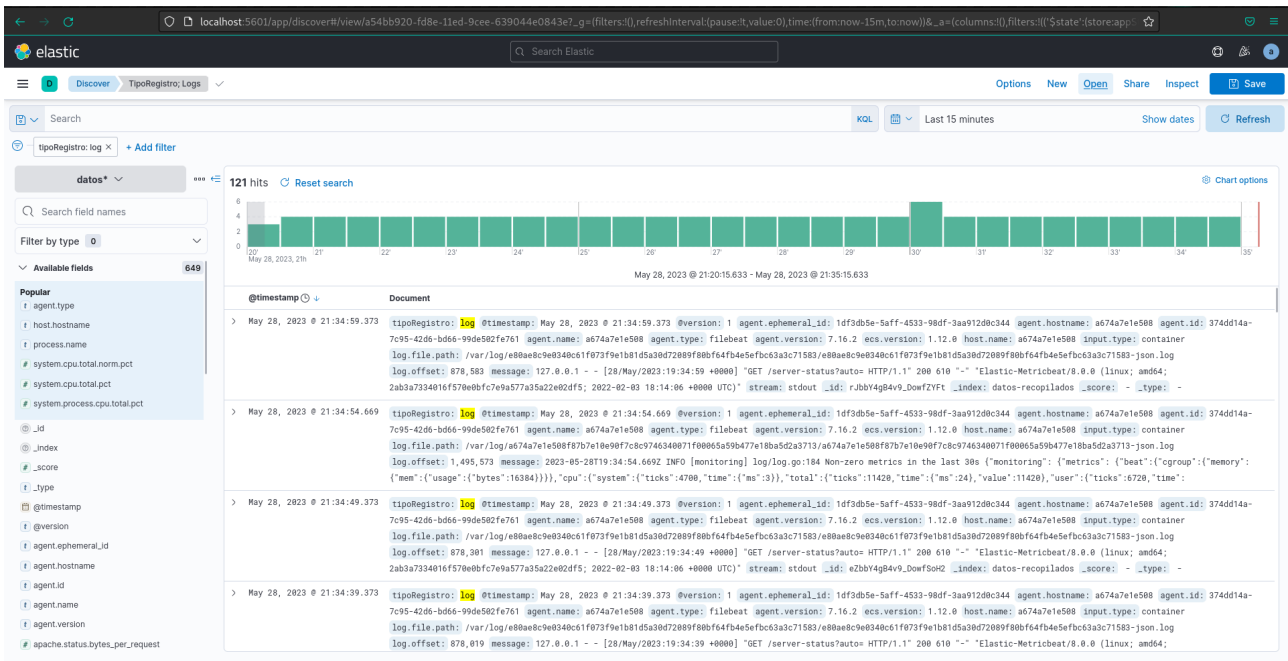 localhost:5601/app/discover#/view/a54bb920-fd8e-11ed-9cee-639044e0843e?_g=(filters:!(),refreshInterval:(pause:!t,value:0),time:(from:now-15m,to:now))&_a=(columns:!(),filters:!(('$state':(store:appS
elastic
Search Elastic
a
D Discover TipoRegistro; Logs
Options New Open Share Inspect Save
Search
KQL
Last 15 minutes
Show dates
Refresh
tipoRegistro: log × + Add filter
datos*
Search field names
Filter by type 0
Available fields 649
Popular
t agent.type
t host.hostname
t process.name
# system.cpu.total.norm.pct
# system.cpu.total.pct
# system.process.cpu.total.pct
_id
_index
# _score
t _type
@timestamp
t @version
t agent.ephemeral_id
t agent.hostname
t agent.id
t agent.name
t agent.version
# apache.status.bytes_per_request
121 hits Reset search
Chart options
6
4
2
0
20' 21' 22' 23' 24' 25' 26' 27' 28' 29' 30' 31' 32' 33' 34' 35'
May 28, 2023, 21h
May 28, 2023 @ 21:20:15.633 - May 28, 2023 @ 21:35:15.633
@timestamp ↓ Document
May 28, 2023 @ 21:34:59.373 tipoRegistro: log @timestamp: May 28, 2023 @ 21:34:59.373 @version: 1 agent.ephemeral_id: 1df3db5e-5aff-4533-98df-3aa912d0c344 agent.hostname: a674a7e1e508 agent.id: 374dd14a-
7c95-42d6-bd66-99de502fe761 agent.name: a674a7e1e508 agent.type: filebeat agent.version: 7.16.2 ecs.version: 1.12.0 host.name: a674a7e1e508 input.type: container
log.file.path: /var/log/e80ae8c9e0340c61f073f9e1b81d5a30d72089f80bf64fb4e5efbc63a3c71583/e80ae8c9e0340c61f073f9e1b81d5a30d72089f80bf64fb4e5efbc63a3c71583-json.log
log.offset: 878,583 message: 127.0.0.1 - - [28/May/2023:19:34:59 +0000] "GET /server-status?auto= HTTP/1.1" 200 610 "-" "Elastic-Metricbeat/8.0.0 (linux; amd64;
2ab3a7334016f570e0bfc7e9a577a35a22e02df5; 2022-02-03 18:14:06 +0000 UTC)" stream: stdout _id: rJbbY4gB4v9_DowfZYFt _index: datos-recopilados _score: - _type: -
May 28, 2023 @ 21:34:54.669 tipoRegistro: log @timestamp: May 28, 2023 @ 21:34:54.669 @version: 1 agent.ephemeral_id: 1df3db5e-5aff-4533-98df-3aa912d0c344 agent.hostname: a674a7e1e508 agent.id: 374dd14a-
7c95-42d6-bd66-99de502fe761 agent.name: a674a7e1e508 agent.type: filebeat agent.version: 7.16.2 ecs.version: 1.12.0 host.name: a674a7e1e508 input.type: container
log.file.path: /var/log/a674a7e1e508f87b7e10e90f7c8c9746340071f00065a59b477e18ba5d2a3713/a674a7e1e508f87b7e10e90f7c8c9746340071f00065a59b477e18ba5d2a3713-json.log
log.offset: 1,495,573 message: 2023-05-28T19:34:54.669Z INFO [monitoring] log/log.go:184 Non-zero metrics in the last 30s {"monitoring": {"metrics": {"beat":{"cgroup":{"memory":
{"mem":{"usage":{"bytes":16384}}}},"cpu":{"system":{"ticks":4700,"time":{"ms":3}},"total":{"ticks":11420,"time":{"ms":24},"value":11420},"user":{"ticks":6720,"time":
May 28, 2023 @ 21:34:49.373 tipoRegistro: log @timestamp: May 28, 2023 @ 21:34:49.373 @version: 1 agent.ephemeral_id: 1df3db5e-5aff-4533-98df-3aa912d0c344 agent.hostname: a674a7e1e508 agent.id: 374dd14a-
7c95-42d6-bd66-99de502fe761 agent.name: a674a7e1e508 agent.type: filebeat agent.version: 7.16.2 ecs.version: 1.12.0 host.name: a674a7e1e508 input.type: container
log.file.path: /var/log/e80ae8c9e0340c61f073f9e1b81d5a30d72089f80bf64fb4e5efbc63a3c71583/e80ae8c9e0340c61f073f9e1b81d5a30d72089f80bf64fb4e5efbc63a3c71583-json.log
log.offset: 878,301 message: 127.0.0.1 - - [28/May/2023:19:34:49 +0000] "GET /server-status?auto= HTTP/1.1" 200 610 "-" "Elastic-Metricbeat/8.0.0 (linux; amd64;
2ab3a7334016f570e0bfc7e9a577a35a22e02df5; 2022-02-03 18:14:06 +0000 UTC)" stream: stdout _id: eZbbY4gB4v9_DowfSoH2 _index: datos-recopilados _score: - _type: -
May 28, 2023 @ 21:34:39.373 tipoRegistro: log @timestamp: May 28, 2023 @ 21:34:39.373 @version: 1 agent.ephemeral_id: 1df3db5e-5aff-4533-98df-3aa912d0c344 agent.hostname: a674a7e1e508 agent.id: 374dd14a-
7c95-42d6-bd66-99de502fe761 agent.name: a674a7e1e508 agent.type: filebeat agent.version: 7.16.2 ecs.version: 1.12.0 host.name: a674a7e1e508 input.type: container
log.file.path: /var/log/e80ae8c9e0340c61f073f9e1b81d5a30d72089f80bf64fb4e5efbc63a3c71583/e80ae8c9e0340c61f073f9e1b81d5a30d72089f80bf64fb4e5efbc63a3c71583-json.log
log.offset: 878,019 message: 127.0.0.1 - - [28/May/2023:19:34:39 +0000] "GET /server-status?auto= HTTP/1.1" 200 610 "-" "Elastic-Metricbeat/8.0.0 (linux; amd64;